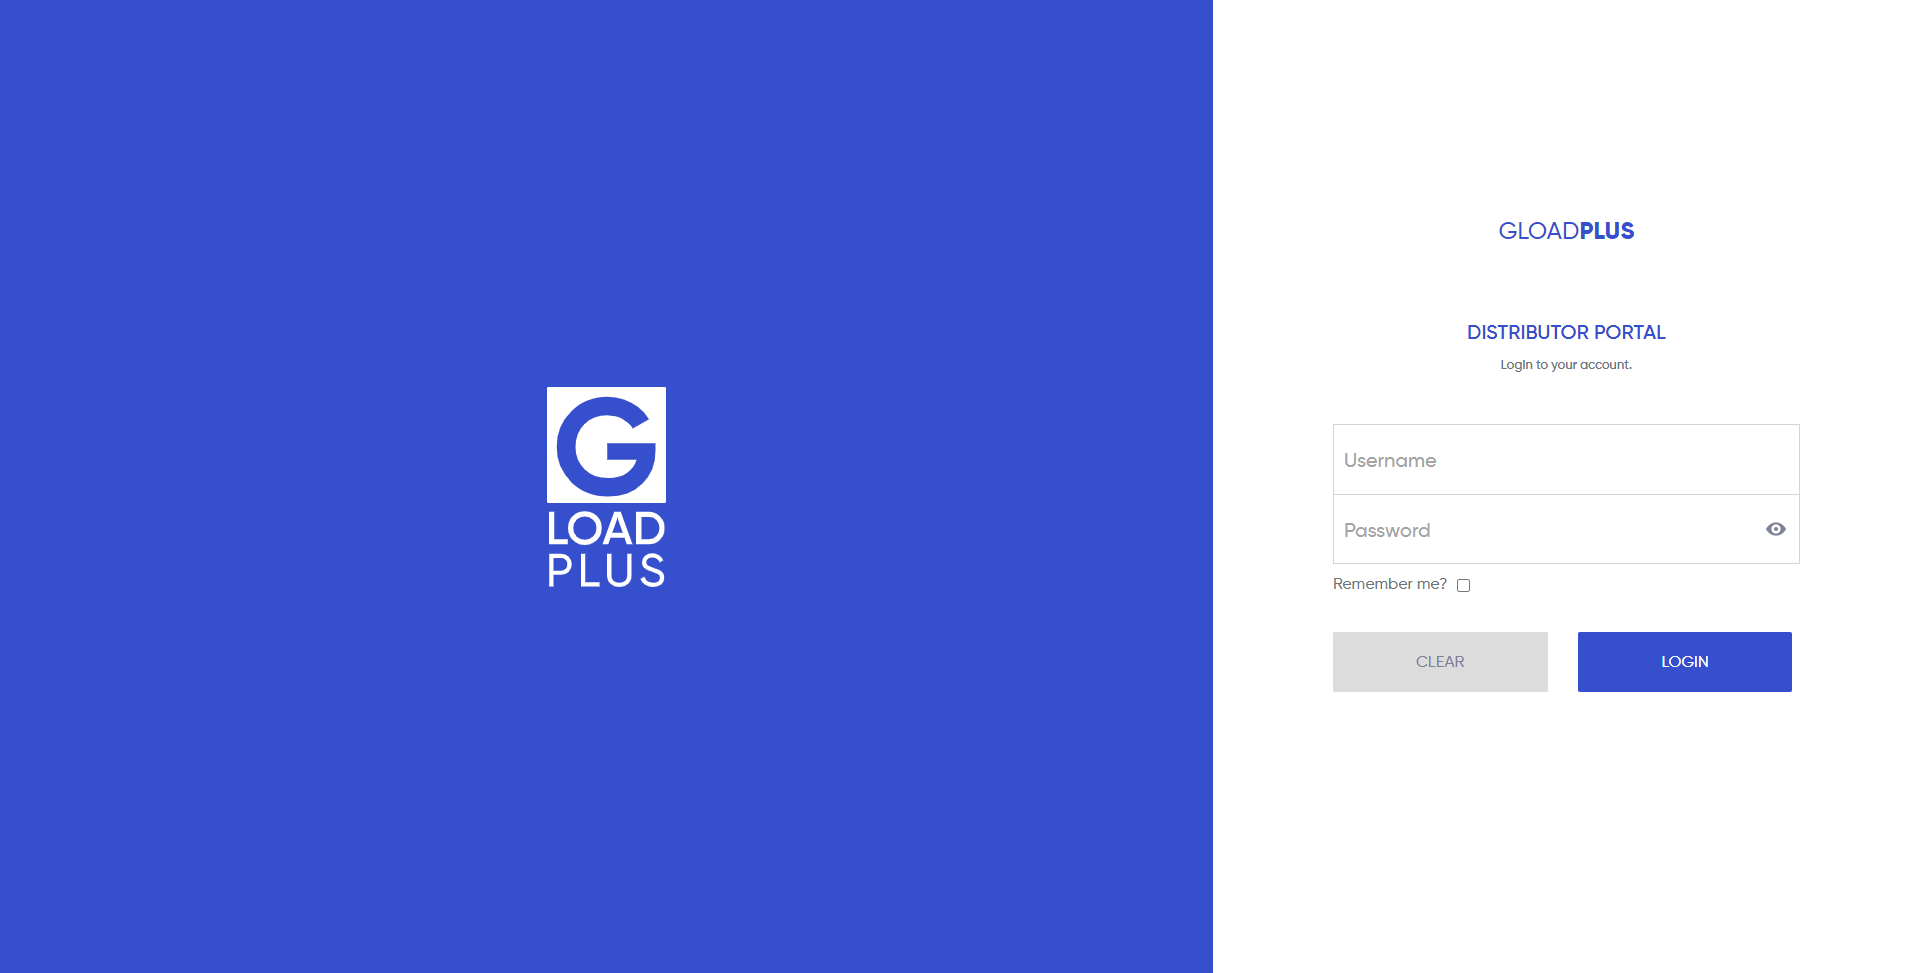 G
LOAD
PLUS
GLOADPLUS
DISTRIBUTOR PORTAL
Login to your account.
Username
Password
Remember me?
CLEAR
LOGIN